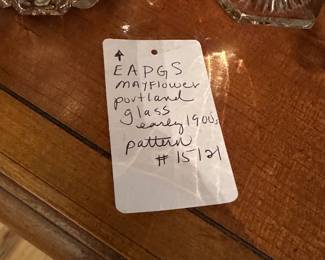 EAPGS
MAYFlower
portland
glass
early 1900s
pattern
# 15121